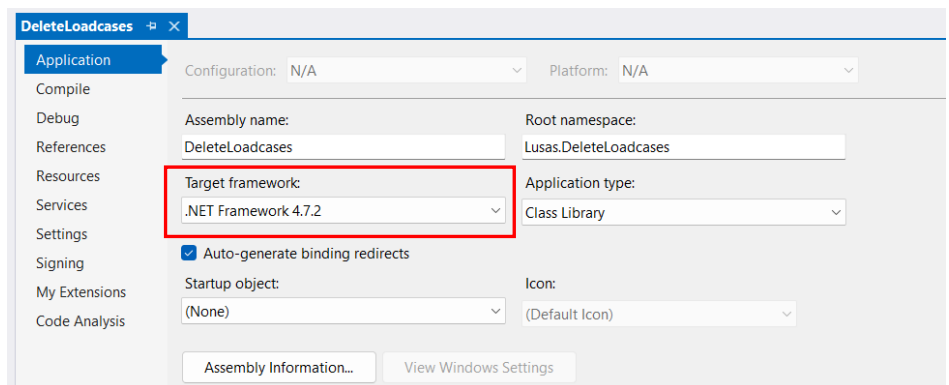 DeleteLoadcases
Application
Configuration: N/A Platform: N/A
Compile
Debug
Assembly name: Root namespace:
References
DeleteLoadcases Lusas.DeleteLoadcases
Resources
Target framework: Application type:
Services
.NET Framework 4.7.2 Class Library
Settings
Signing
Auto-generate binding redirects
My Extensions
Startup object: Icon:
Code Analysis
(None) (Default Icon)
Assembly Information... View Windows Settings